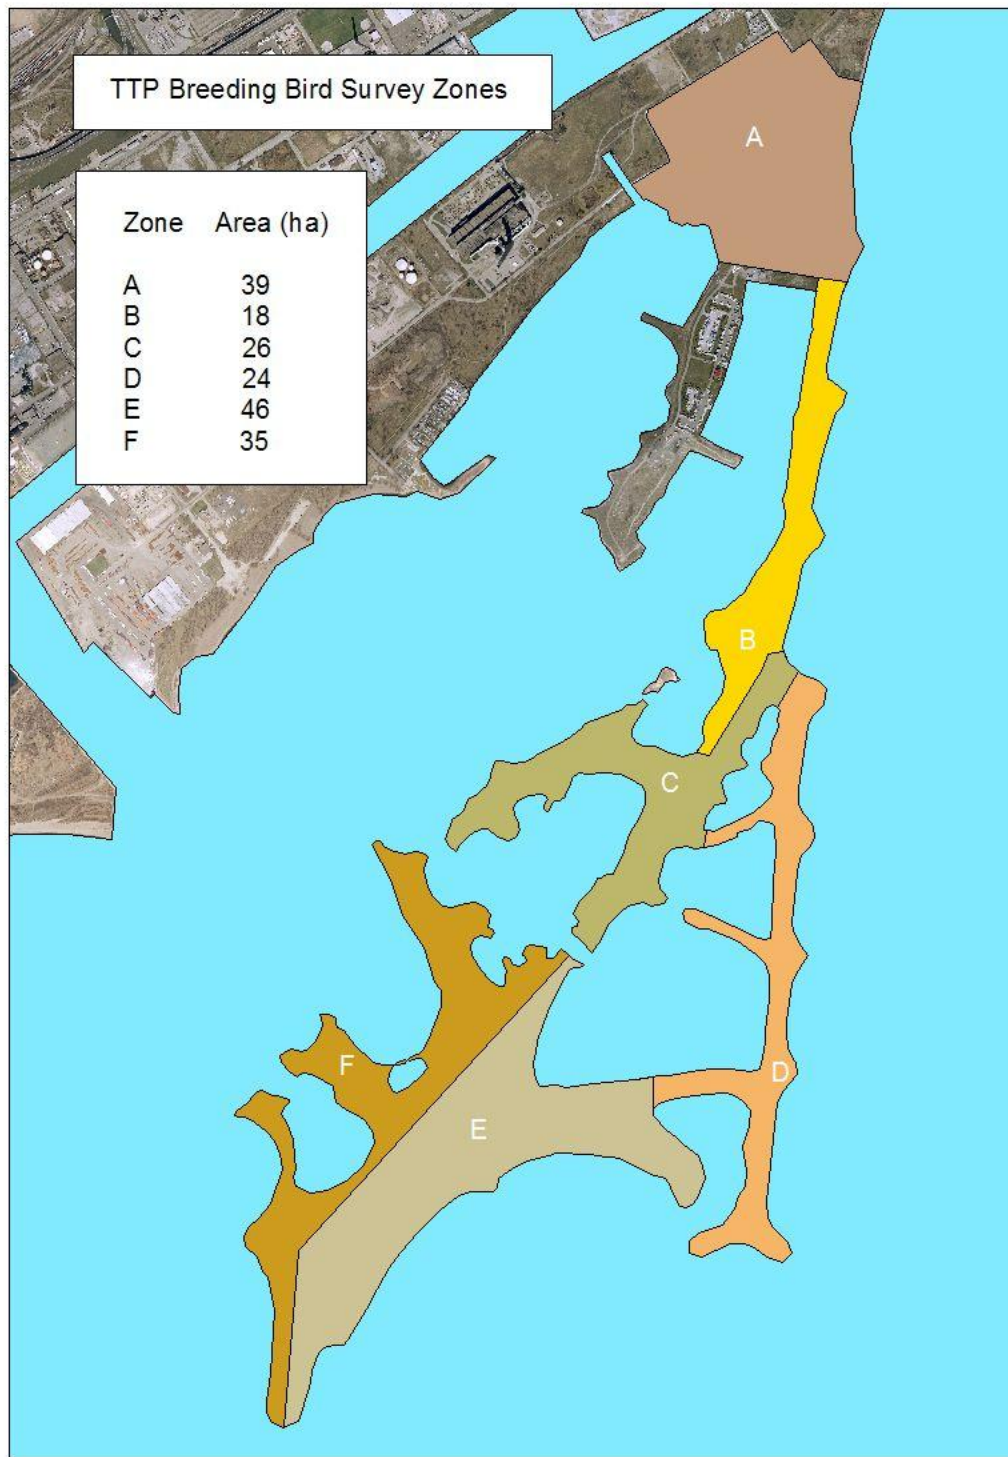 TTP Breeding Bird Survey Zones
Zone Area (ha)
A 39
B 18
C 26
D 24
E 46
F 35
A
B
C
F
D
E